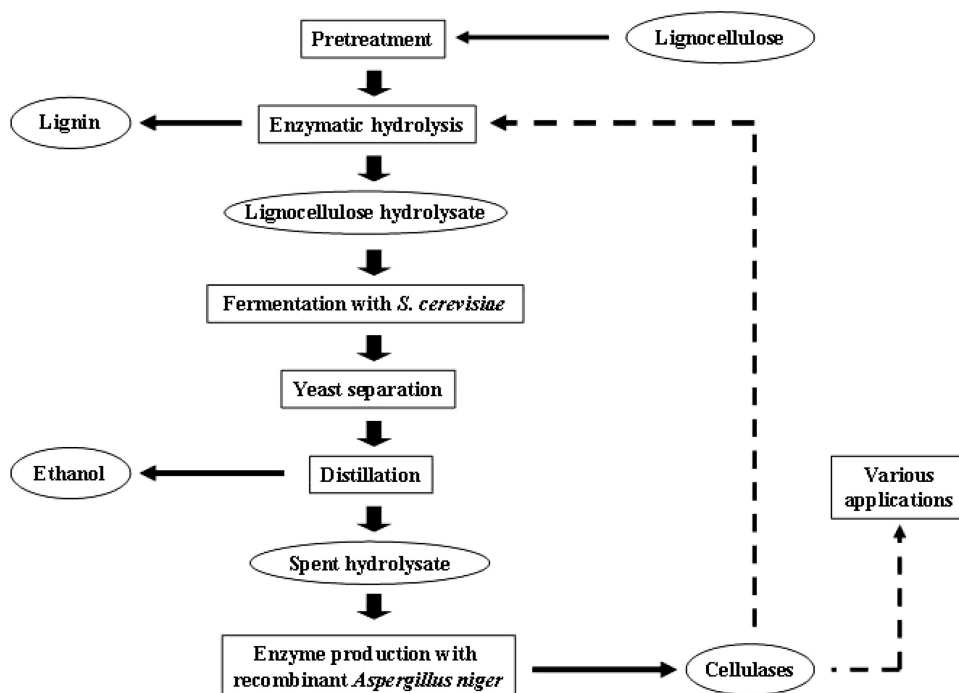 Pretreatment
Lignocellulose
Lignin
Enzymatic hydrolysis
Lignocellulose hydrolysate
Fermentation with S. cerevisiae
Yeast separation
Ethanol
Distillation
Various
applications
Spent hydrolysate
Enzyme production with
recombinant Aspergillus niger
Cellulases